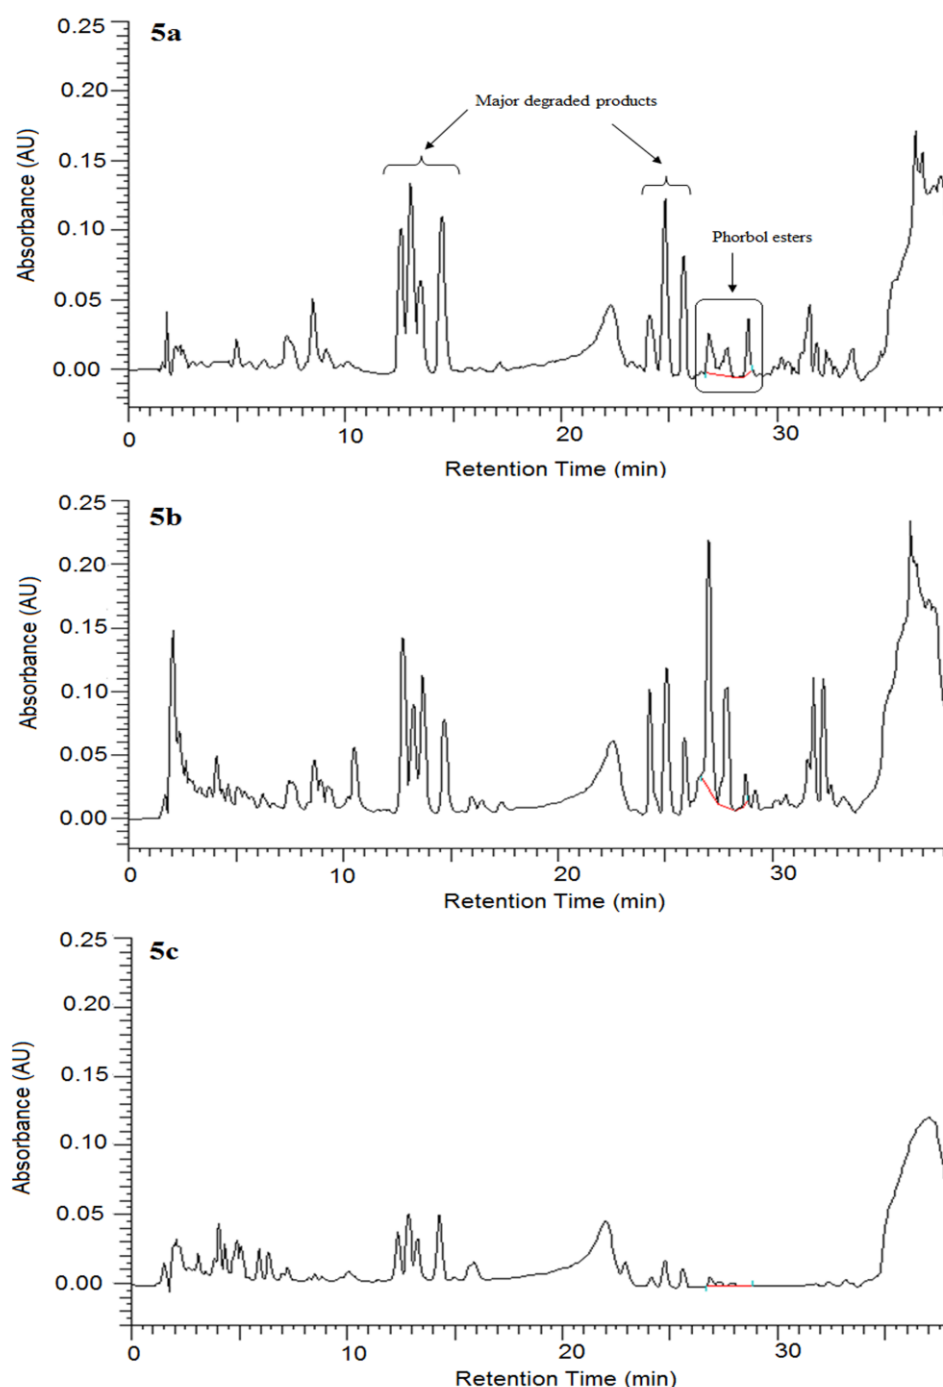 5a
Major degraded products
Phorbol esters
Absorbance (AU)
0.25
0.20
0.15
0.10
0.05
0.00
0 10 20 30
Retention Time (min)
5b
Absorbance (AU)
0.25
0.20
0.15
0.10
0.05
0.00
0 10 20 30
Retention Time (min)
5c
Absorbance (AU)
0.25
0.20
0.15
0.10
0.05
0.00
0 10 20 30
Retention Time (min)